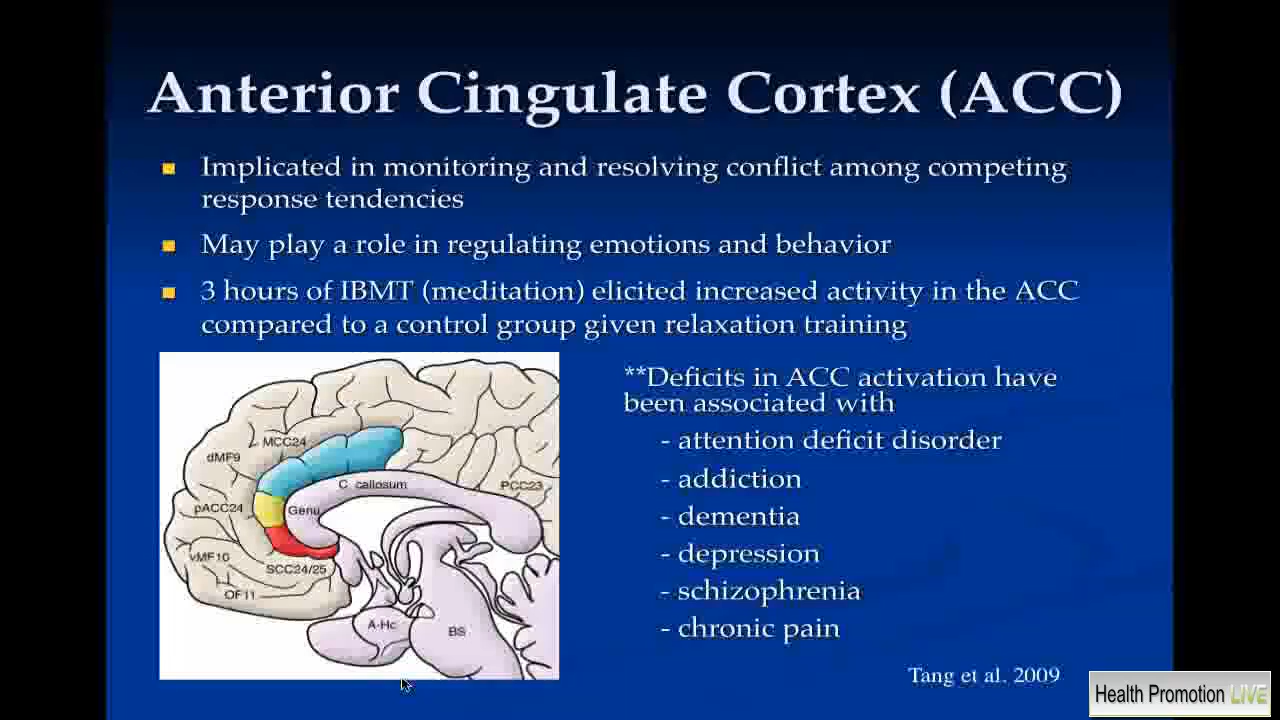 Anterior Cingulate Cortex (ACC)
Implicated in monitoring and resolving conflict among competing
response tendencies
May play a role in regulating emotions and behavior
3 hours of IBMT (meditation) elicited increased activity in the ACC
compared to a control group given relaxation training
MCC24
dMF9
C callosum
PCC23
pACC24
Genu
vMF10
SCC24/25
OF11
A-Hc
BS
**Deficits in ACC activation have
been associated with
- attention deficit disorder
- addiction
- dementia
- depression
- schizophrenia
- chronic pain
Tang et al. 2009
Health Promotion LIVE